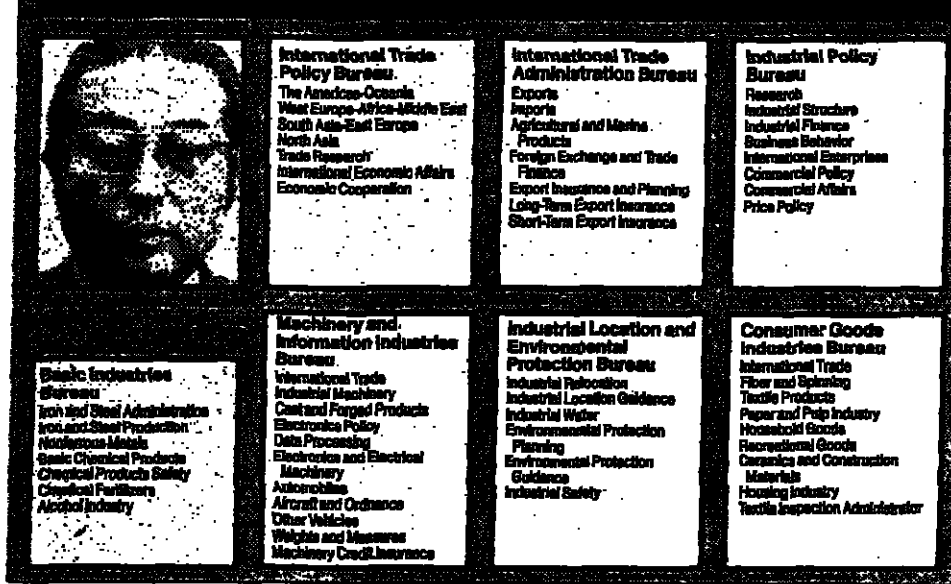 International Trade
Policy Bureau
The Americas-Oceania
West Europe-Africa-Middle East
South Asia-East Europe
North Asia
Trade Research
International Economic Affairs
Economic Cooperation
International Trade
Administration Bureau
Exports
Imports
Agricultural and Marine
Products
Foreign Exchange and Trade
Finance
Export Insurance and Planning
Long-Term Export Insurance
Short-Term Export Insurance
Industrial Policy
Bureau
Research
Industrial Structure
Industrial Finance
Business Behavior
International Enterprises
Commercial Policy
Commercial Affairs
Price Policy
Basic Industries
Bureau
Iron and Steel Administration
Iron and Steel Production
Nonferrous Metals
Basic Chemical Products
Chemical Products Safety
Chemical Fertilizers
Alcohol Industry
Machinery and
Information Industries
Bureau
International Trade
Industrial Machinery
Cast and Forged Products
Electronics Policy
Data Processing
Electronics and Electrical
Machinery
Automobiles
Aircraft and Ordnance
Other Vehicles
Weights and Measures
Machinery Credit Insurance
Industrial Location and
Environmental
Protection Bureau
Industrial Relocation
Industrial Location Guidance
Industrial Water
Environmental Protection
Planning
Environmental Protection
Guidance
Industrial Safety
Consumer Goods
Industries Bureau
International Trade
Fiber and Spinning
Textile Products
Paper and Pulp Industry
Household Goods
Recreational Goods
Ceramics and Construction
Materials
Housing Industry
Textile Inspection Administrator